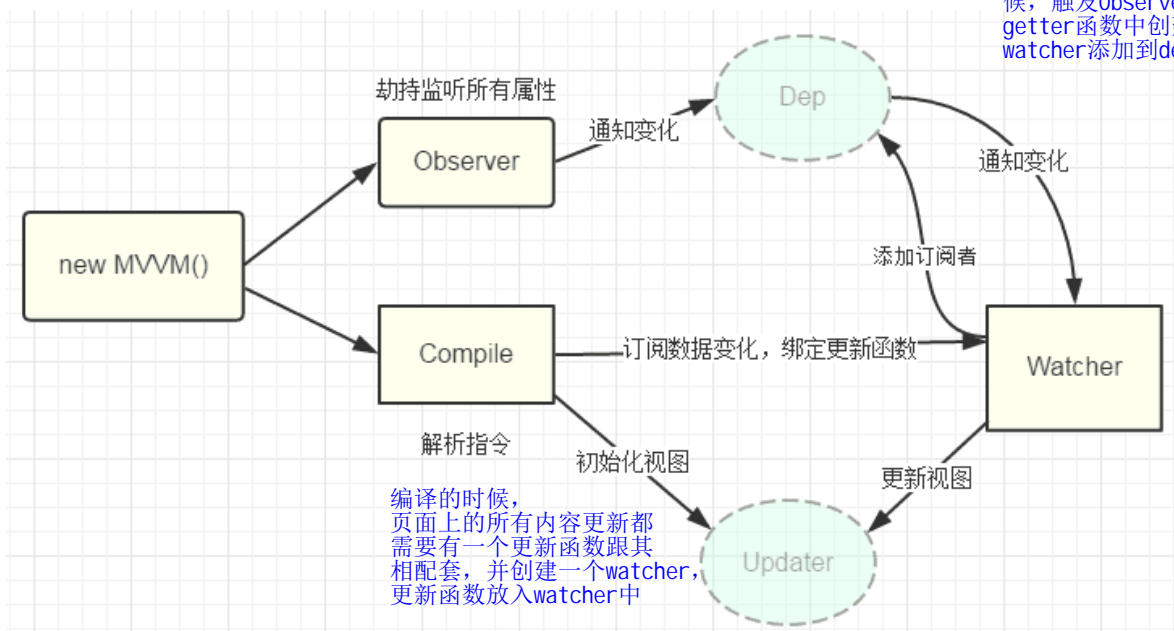 候，触发Observe
getter函数中创
watcher添加到de
劫持监听所有属性
Observer
通知变化
Dep
通知变化
new MVVM()
添加订阅者
Compile
订阅数据变化，绑定更新函数
Watcher
解析指令
初始化视图
更新视图
编译的时候，
页面上的所有内容更新都
需要有一个更新函数跟其
相配套，并创建一个watcher，
更新函数放入watcher中
Updater